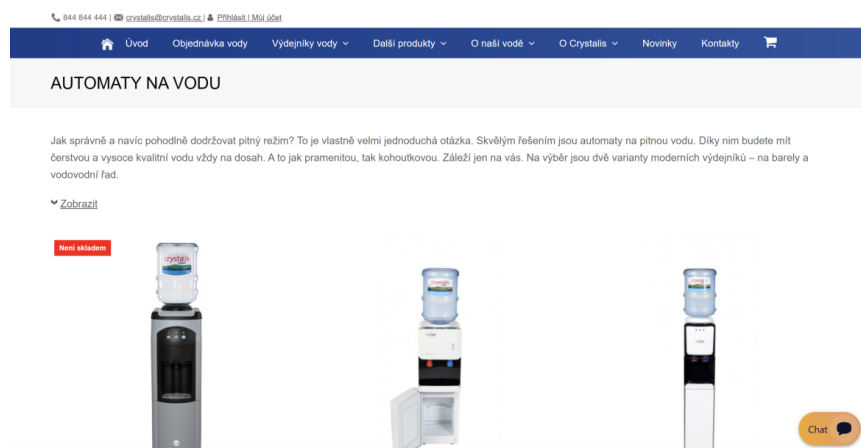 844 844 444 | crystalis@crystalis.cz | Přihlásit | Můj účet
Úvod Objednávka vody Výdejníky vody Další produkty O naší vodě O Crystalis Novinky Kontakty
AUTOMATY NA VODU
Jak správně a navíc pohodlně dodržovat pitný režim? To je vlastně velmi jednoduchá otázka. Skvělým řešením jsou automaty na pitnou vodu. Díky nim budete mít
čerstvou a vysoce kvalitní vodu vždy na dosah. A to jak pramenitou, tak kohoutkovou. Záleží jen na vás. Na výběr jsou dvě varianty moderních výdejníků – na barely a
vodovodní řad.
Zobrazit
Není skladem
crystalis
Chat